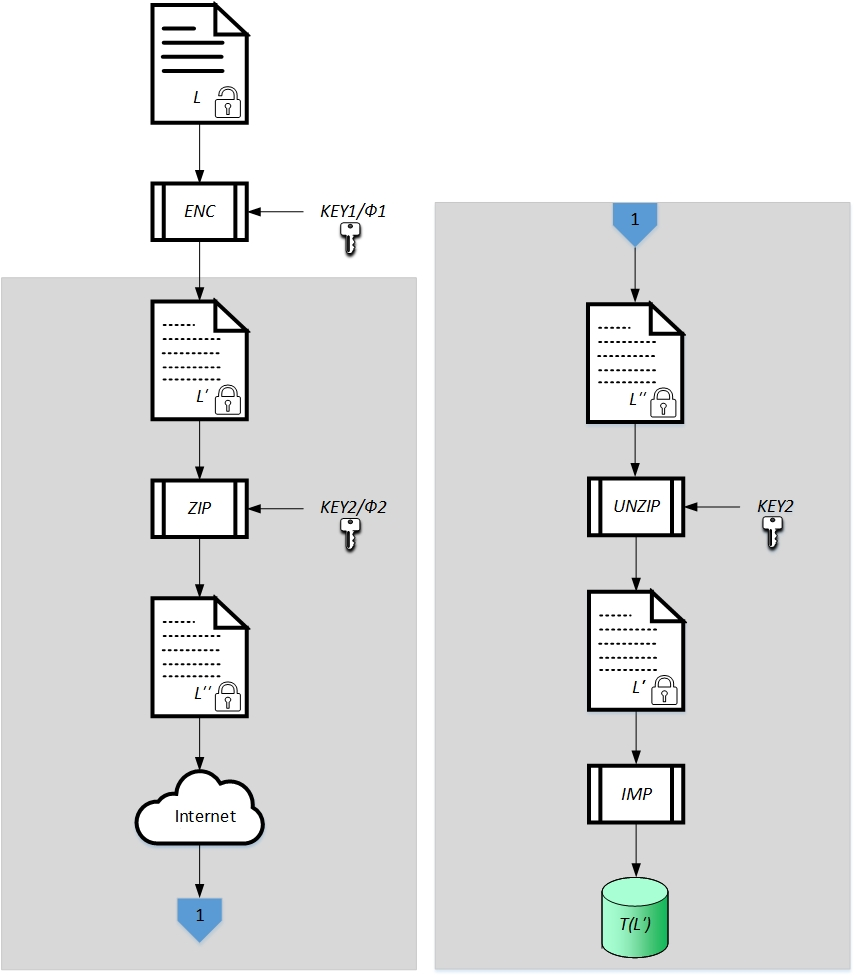 L
ENC
KEY1/Φ1
L′
ZIP
KEY2/Φ2
L′′
Internet
1
1
L′′
UNZIP
KEY2
L′
IMP
T(L′)